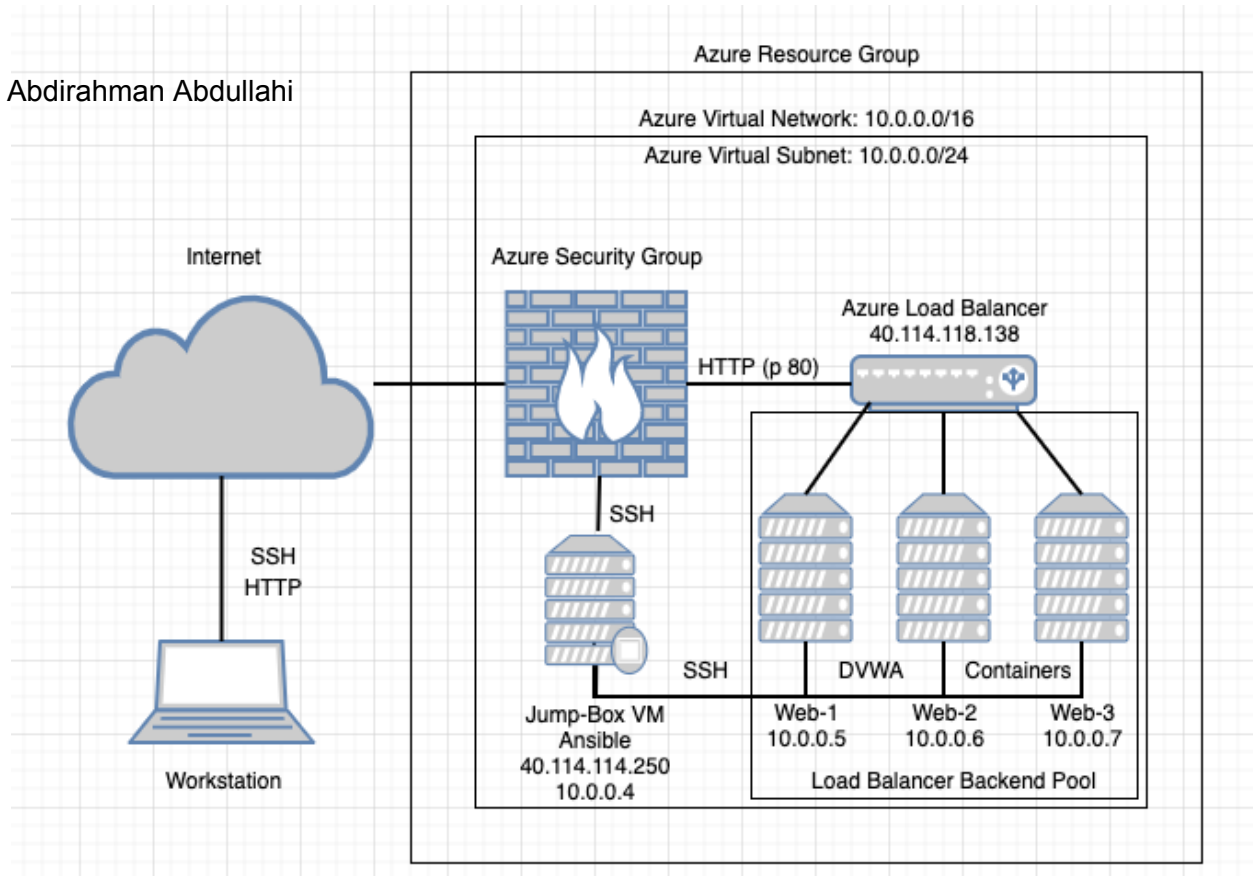 Azure Resource Group
Abdirahman Abdullahi
Azure Virtual Network: 10.0.0.0/16
Azure Virtual Subnet: 10.0.0.0/24
Internet
Azure Security Group
Azure Load Balancer
40.114.118.138
HTTP (p 80)
SSH
SSH
HTTP
SSH
DVWA
Containers
Jump-Box VM
Ansible
40.114.114.250
10.0.0.4
Web-1
10.0.0.5
Web-2
10.0.0.6
Web-3
10.0.0.7
Workstation
Load Balancer Backend Pool